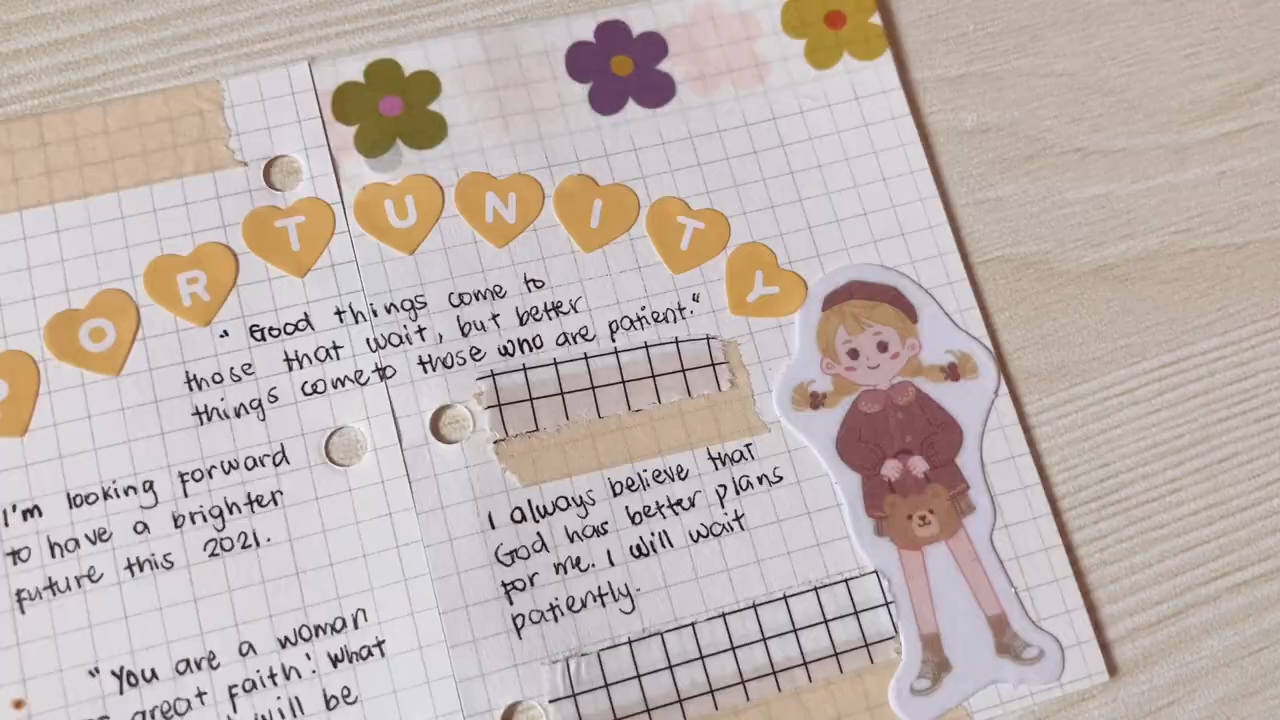 ORTUNITY
"Good things come to
those that wait, but better
things come to those who are patient."
I'm looking forward
to have a brighter
future this 2021.
I always believe that
God has better plans
for me. I will wait
patiently.
"You are a woman
great faith! What
will be